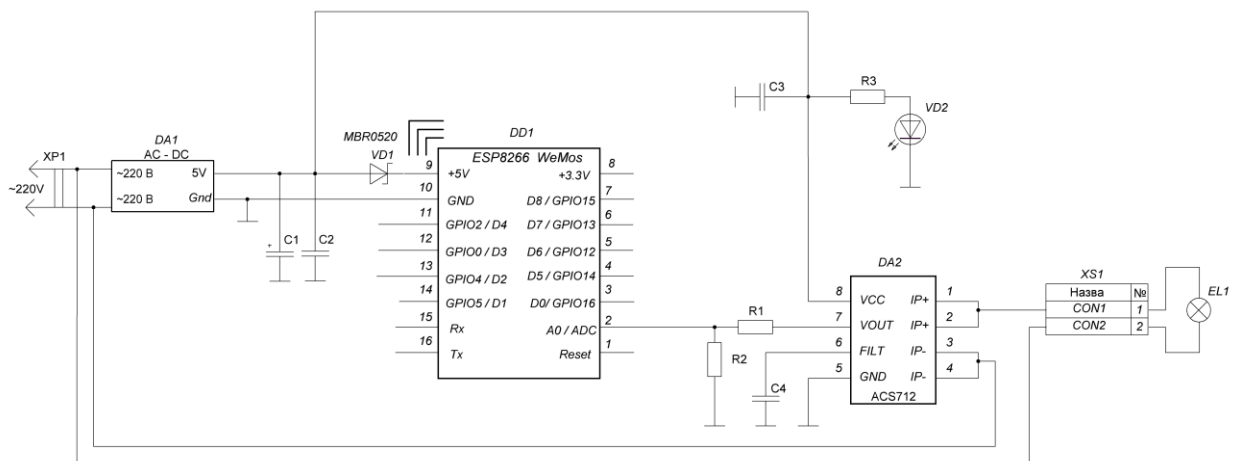 XP1
~220V
DA1
AC - DC
~220 В 5V
~220 В Gnd
+
C1
C2
MBR0520
VD1
DD1
ESP8266 WeMos
9 +5V +3.3V 8
10 GND D8 / GPIO15 7
11 GPIO2 / D4 D7 / GPIO13 6
12 GPIO0 / D3 D6 / GPIO12 5
13 GPIO4 / D2 D5 / GPIO14 4
14 GPIO5 / D1 D0/ GPIO16 3
15 Rx A0 / ADC 2
16 Tx Reset 1
C3
R3
VD2
R1
R2
C4
DA2
8 VCC IP+ 1
7 VOUT IP+ 2
6 FILT IP- 3
5 GND IP- 4
ACS712
XS1
Назва №
CON1 1
CON2 2
EL1